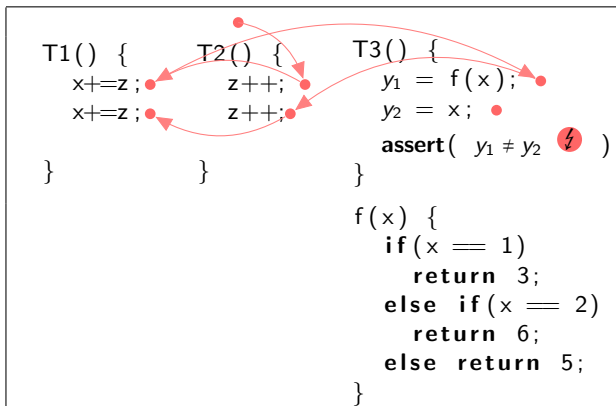 T1() { T2() { T3() {
x+=z; z++; y₁ = f(x);
x+=z; z++; y₂ = x;
assert( y₁ ≠ y₂ )
} } }
f(x) {
if(x == 1)
return 3;
else if(x == 2)
return 6;
else return 5;
}